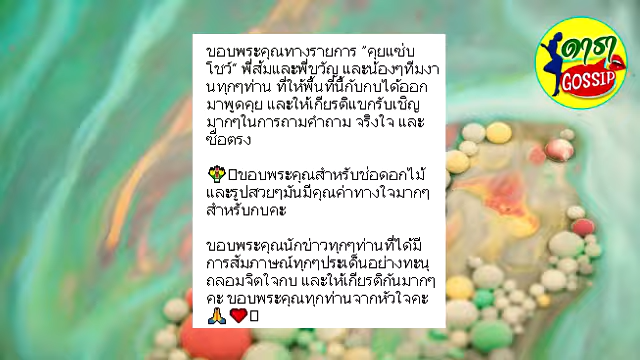 ขอบพระคุณทางรายการ "คุยแซ่บ
โชว์" พี่ส้มและพี่ขวัญ และน้องๆทีมงา
นทุกๆท่าน ที่ให้พื้นที่นี้กับกบได้ออก
มาพูดคุย และให้เกียรติแขกรับเชิญ
มากๆในการถามคำถาม จริงใจ และ
ซื่อตรง
💐ขอบพระคุณสำหรับช่อดอกไม้
และรูปสวยๆมันมีคุณค่าทางใจมากๆ
สำหรับกบคะ
ขอบพระคุณนักข่าวทุกๆท่านที่ได้มี
การสัมภาษณ์ทุกๆประเด็นอย่างทะนุ
ถลอมจิตใจกบ และให้เกียรติกันมากๆ
คะ ขอบพระคุณทุกท่านจากหัวใจคะ
🙏❤
ดารา
GOSSIP